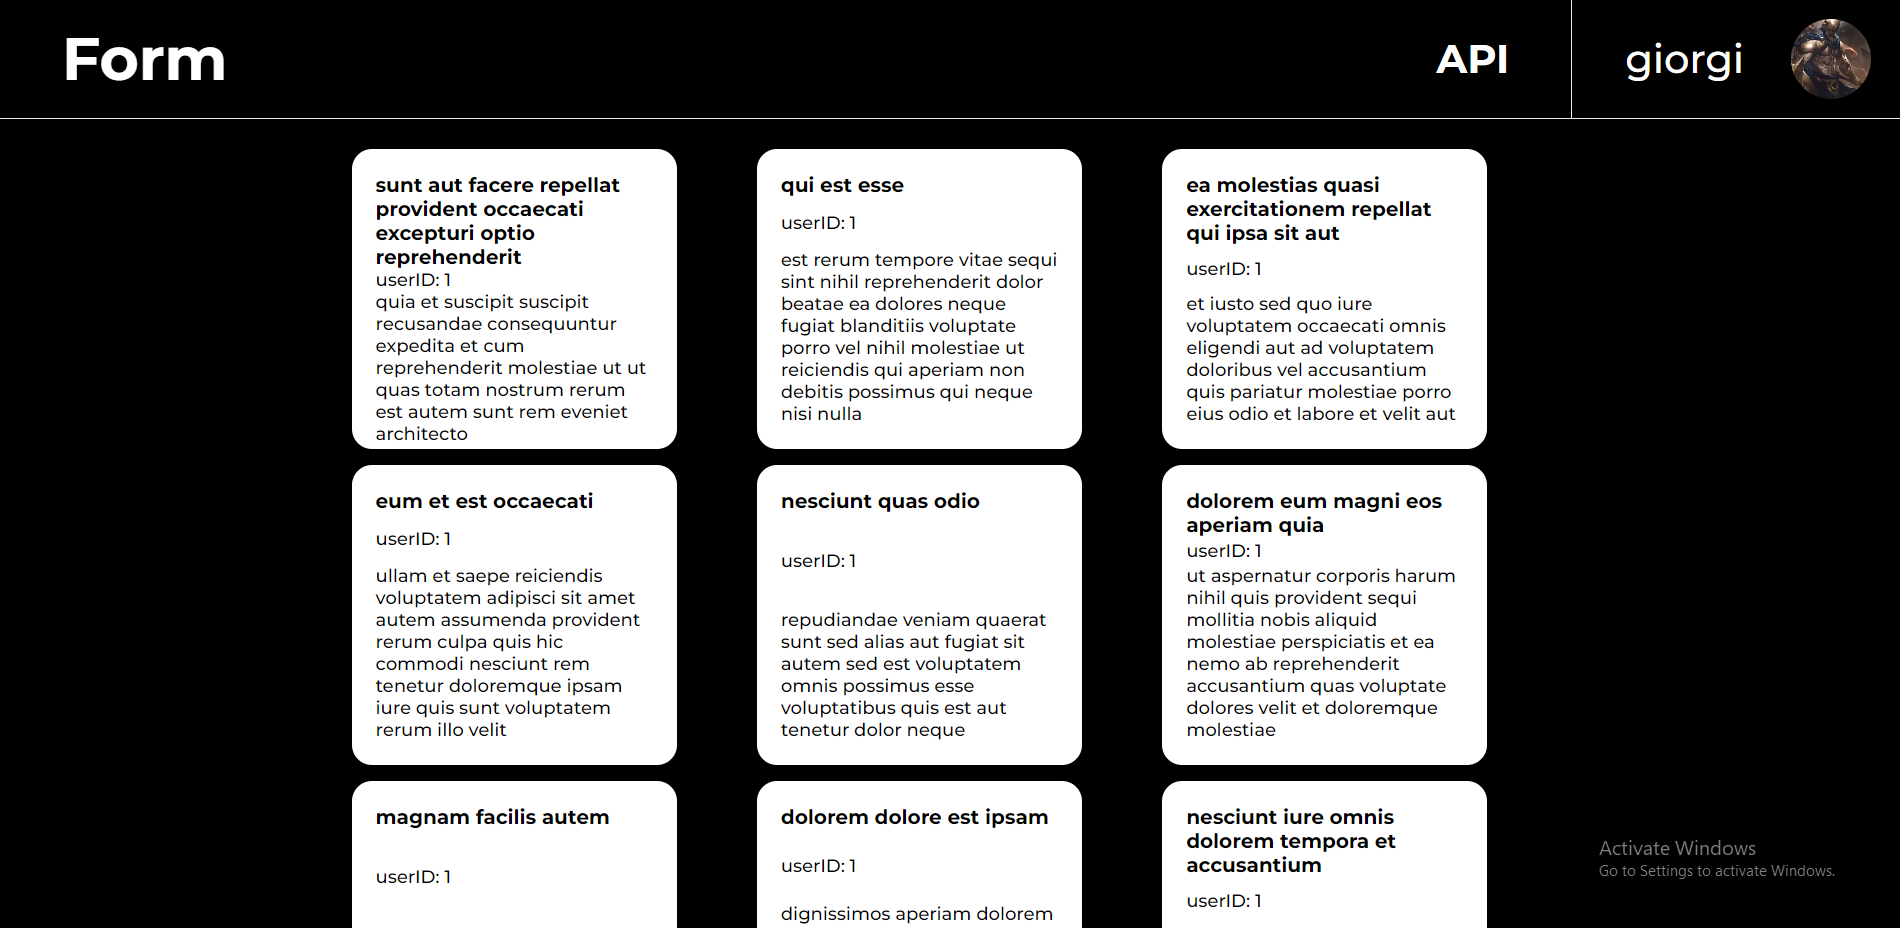 Form
API
giorgi
sunt aut facere repellat
provident occaecati
excepturi optio
reprehenderit
userID: 1
quia et suscipit suscipit
recusandae consequuntur
expedita et cum
reprehenderit molestiae ut ut
quas totam nostrum rerum
est autem sunt rem eveniet
architecto
qui est esse
userID: 1
est rerum tempore vitae sequi
sint nihil reprehenderit dolor
beatae ea dolores neque
fugiat blanditiis voluptate
porro vel nihil molestiae ut
reiciendis qui aperiam non
debitis possimus qui neque
nisi nulla
ea molestias quasi
exercitationem repellat
qui ipsa sit aut
userID: 1
et iusto sed quo iure
voluptatem occaecati omnis
eligendi aut ad voluptatem
doloribus vel accusantium
quis pariatur molestiae porro
eius odio et labore et velit aut
eum et est occaecati
userID: 1
ullam et saepe reiciendis
voluptatem adipisci sit amet
autem assumenda provident
rerum culpa quis hic
commodi nesciunt rem
tenetur doloremque ipsam
iure quis sunt voluptatem
rerum illo velit
nesciunt quas odio
userID: 1
repudiandae veniam quaerat
sunt sed alias aut fugiat sit
autem sed est voluptatem
omnis possimus esse
voluptatibus quis est aut
tenetur dolor neque
dolorem eum magni eos
aperiam quia
userID: 1
ut aspernatur corporis harum
nihil quis provident sequi
mollitia nobis aliquid
molestiae perspiciatis et ea
nemo ab reprehenderit
accusantium quas voluptate
dolores velit et doloremque
molestiae
magnam facilis autem
userID: 1
dolorem dolore est ipsam
userID: 1
dignissimos aperiam dolorem
nesciunt iure omnis
dolorem tempora et
accusantium
userID: 1
Activate Windows
Go to Settings to activate Windows.